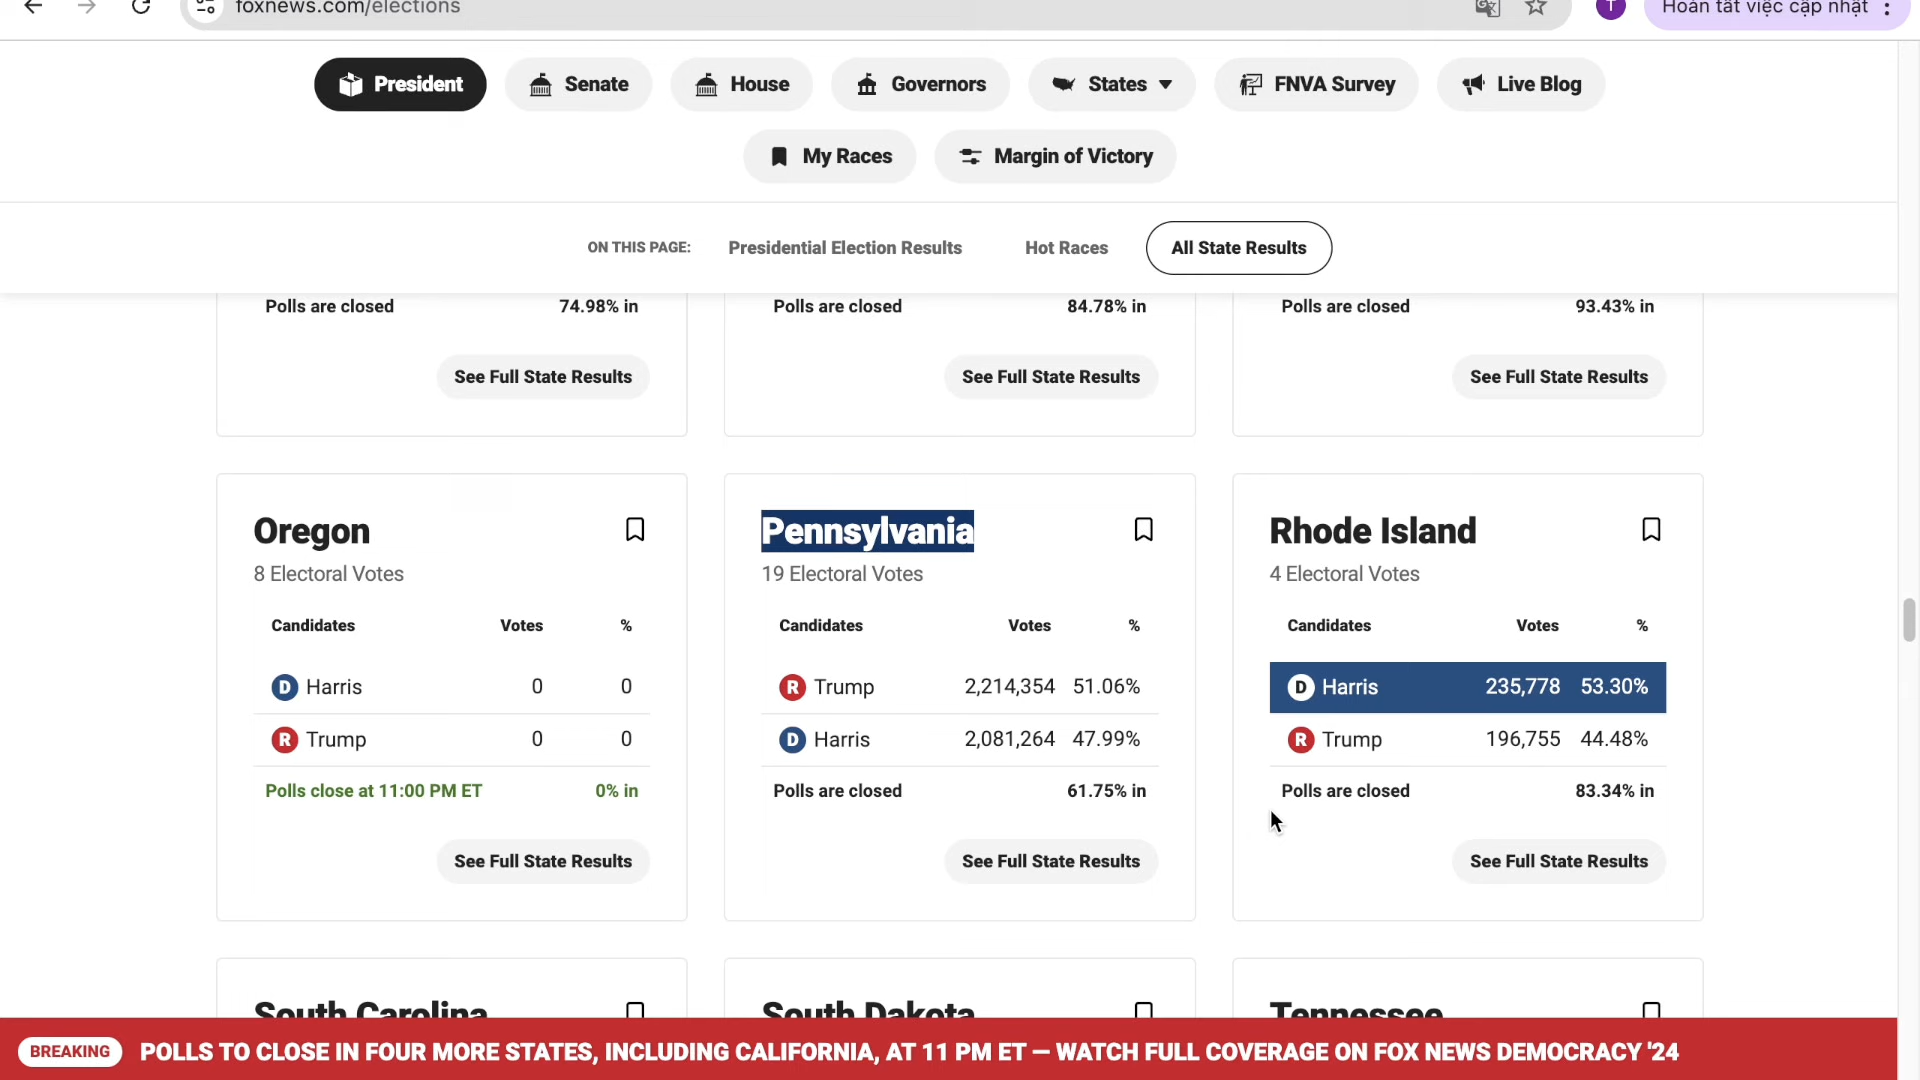 foxnews.com/elections
T
Hoàn tất việc cập nhật
President
Senate
House
Governors
States
FNVA Survey
Live Blog
My Races
Margin of Victory
ON THIS PAGE:
Presidential Election Results
Hot Races
All State Results
Polls are closed 74.98% in
See Full State Results
Polls are closed 84.78% in
See Full State Results
Polls are closed 93.43% in
See Full State Results
Oregon
8 Electoral Votes
Candidates Votes %
D Harris 0 0
R Trump 0 0
Polls close at 11:00 PM ET 0% in
See Full State Results
Pennsylvania
19 Electoral Votes
Candidates Votes %
R Trump 2,214,354 51.06%
D Harris 2,081,264 47.99%
Polls are closed 61.75% in
See Full State Results
Rhode Island
4 Electoral Votes
Candidates Votes %
D Harris 235,778 53.30%
R Trump 196,755 44.48%
Polls are closed 83.34% in
See Full State Results
South Carolina
South Dakota
Tennessee
BREAKING POLLS TO CLOSE IN FOUR MORE STATES, INCLUDING CALIFORNIA, AT 11 PM ET — WATCH FULL COVERAGE ON FOX NEWS DEMOCRACY '24